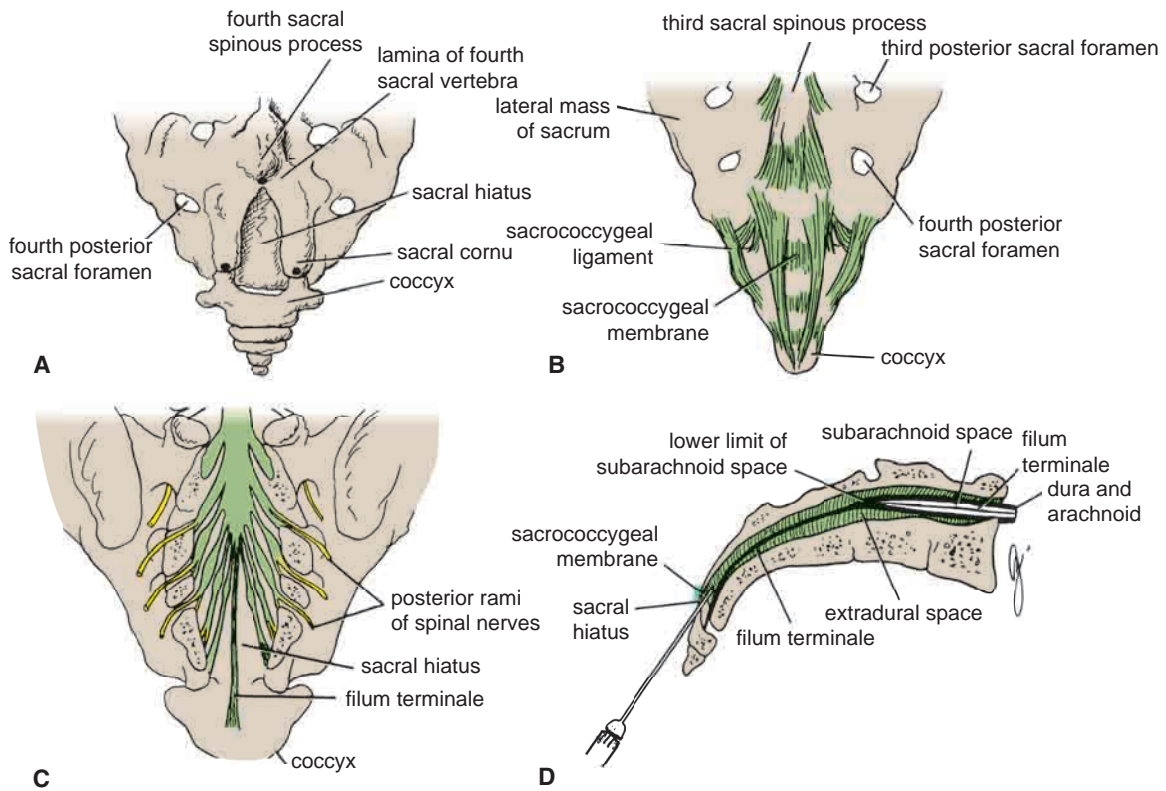 fourth sacral
spinous process
lamina of fourth
sacral vertebra
sacral hiatus
sacral cornu
coccyx
fourth posterior
sacral foramen
A
third sacral spinous process
third posterior sacral foramen
lateral mass
of sacrum
sacrococcygeal
ligament
fourth posterior
sacral foramen
sacrococcygeal
membrane
coccyx
B
posterior rami
of spinal nerves
sacral hiatus
filum terminale
coccyx
C
lower limit of
subarachnoid space
subarachnoid space
filum
terminale
dura and
arachnoid
sacrococcygeal
membrane
sacral
hiatus
extradural space
filum terminale
D